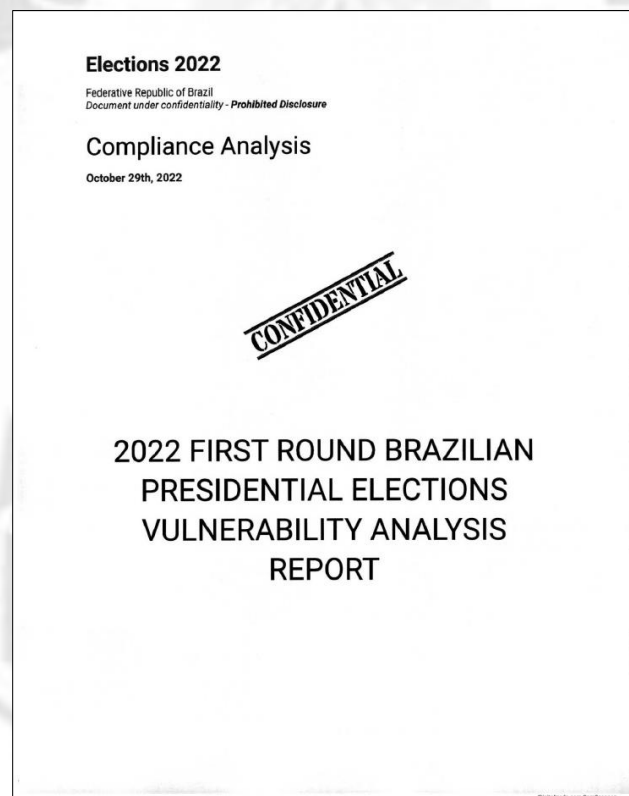 Elections 2022
Federative Republic of Brazil
Document under confidentiality - Prohibited Disclosure
Compliance Analysis
October 29th, 2022
CONFIDENTIAL
2022 FIRST ROUND BRAZILIAN
PRESIDENTIAL ELECTIONS
VULNERABILITY ANALYSIS
REPORT